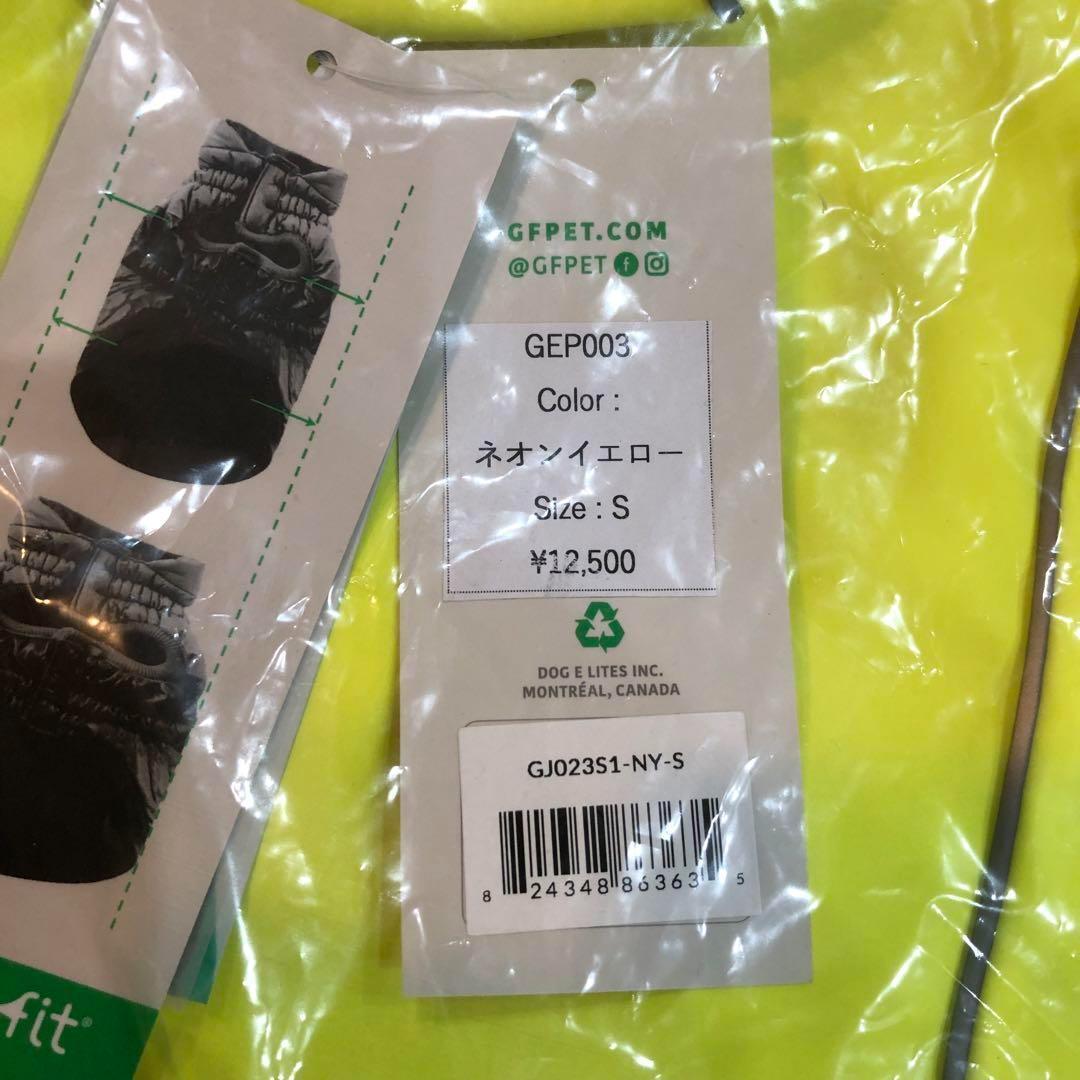 GFPET.COM
@GFPET
GEP003
Color :
ネオンイエロー
Size : S
¥12,500
DOG E LITES INC.
MONTRÉAL, CANADA
GJ023S1-NY-S
8 24348 86363 5
fit®